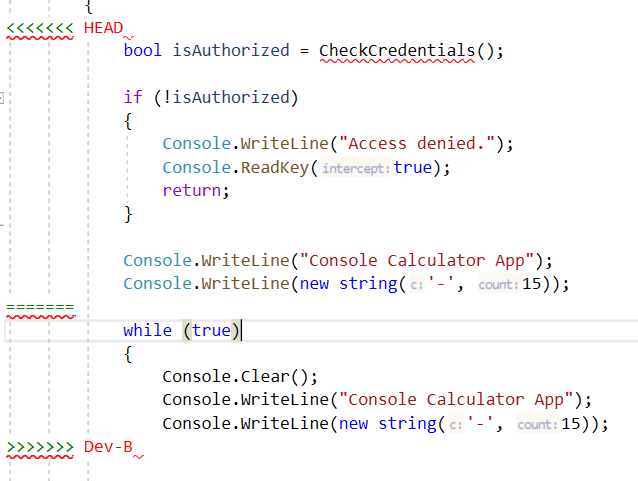 {
<<<<<<< HEAD
bool isAuthorized = CheckCredentials();
if (!isAuthorized)
{
Console.WriteLine("Access denied.");
Console.ReadKey(intercept:true);
return;
}
Console.WriteLine("Console Calculator App");
Console.WriteLine(new string(c:'-', count:15));
=======
while (true)
{
Console.Clear();
Console.WriteLine("Console Calculator App");
Console.WriteLine(new string(c:'-', count:15));
>>>>>>> Dev-B